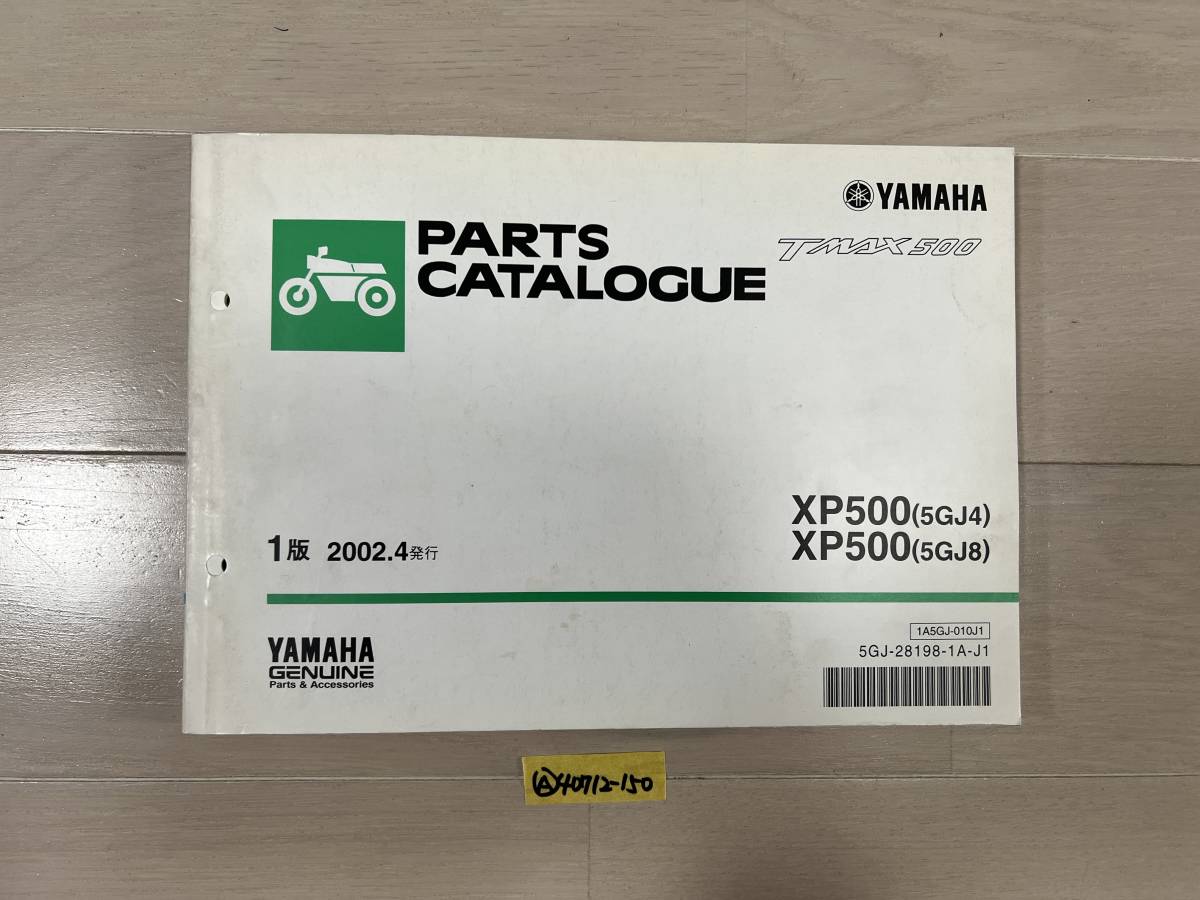 YAMAHA
TMAX500
PARTS
CATALOGUE
XP500(5GJ4)
XP500(5GJ8)
1版 2002.4発行
YAMAHA
GENUINE
Parts & Accessories
1A5GJ-010J1
5GJ-28198-1A-J1
Ⓐ40712-150